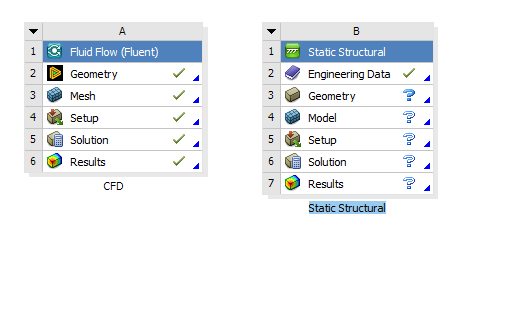 A
1 Fluid Flow (Fluent)
2 Geometry
3 Mesh
4 Setup
5 Solution
6 Results
CFD
B
1 Static Structural
2 Engineering Data
3 Geometry
4 Model
5 Setup
6 Solution
7 Results
Static Structural